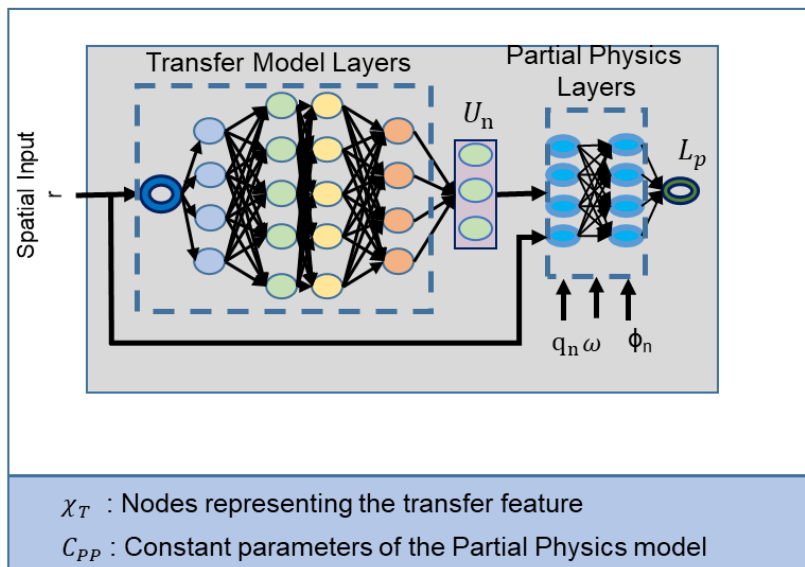 Transfer Model Layers
Partial Physics
Layers
Uₙ
Lₚ
Spatial Input
r
qₙ ω ϕₙ
χ_T : Nodes representing the transfer feature
C_PP : Constant parameters of the Partial Physics model